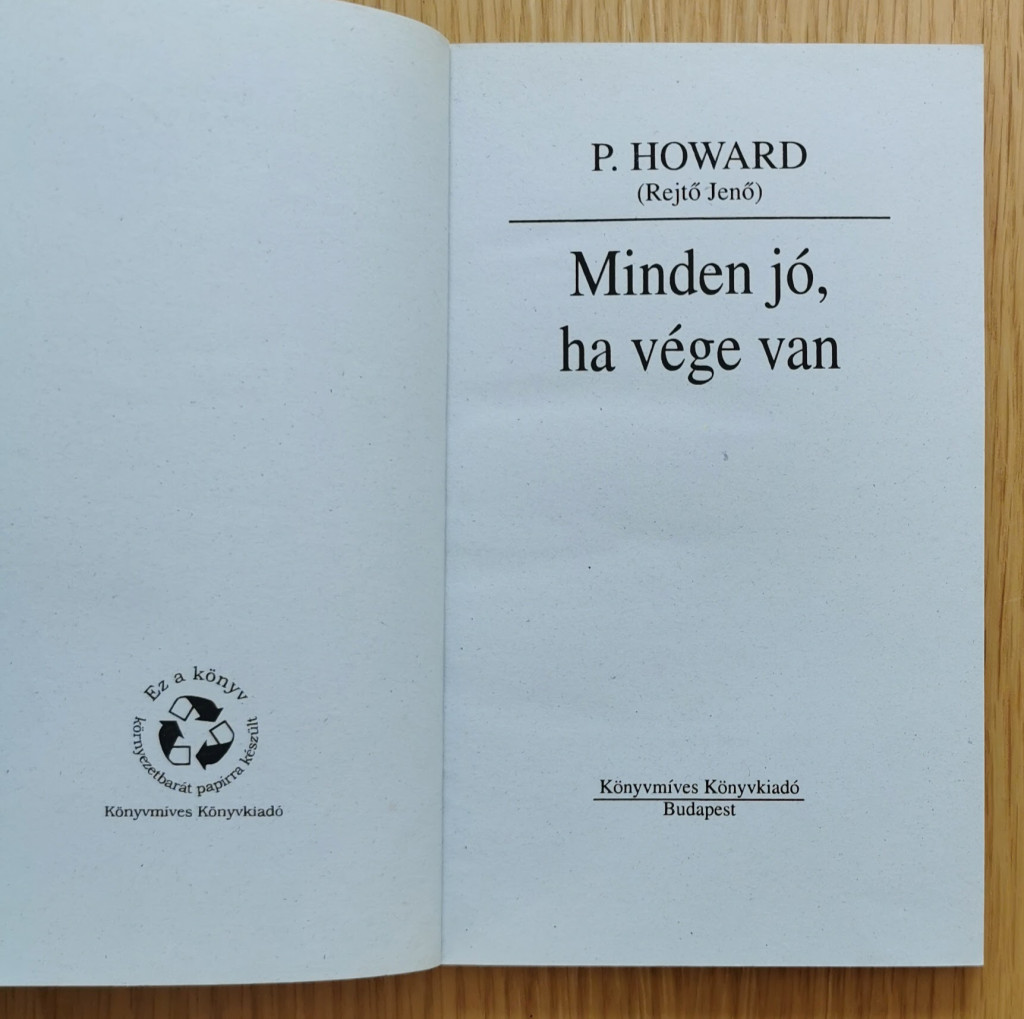 Ez a könyv
környezetbarát papírra készült
Könyvmíves Könyvkiadó
P. HOWARD
(Rejtő Jenő)
Minden jó,
ha vége van
Könyvmíves Könyvkiadó
Budapest